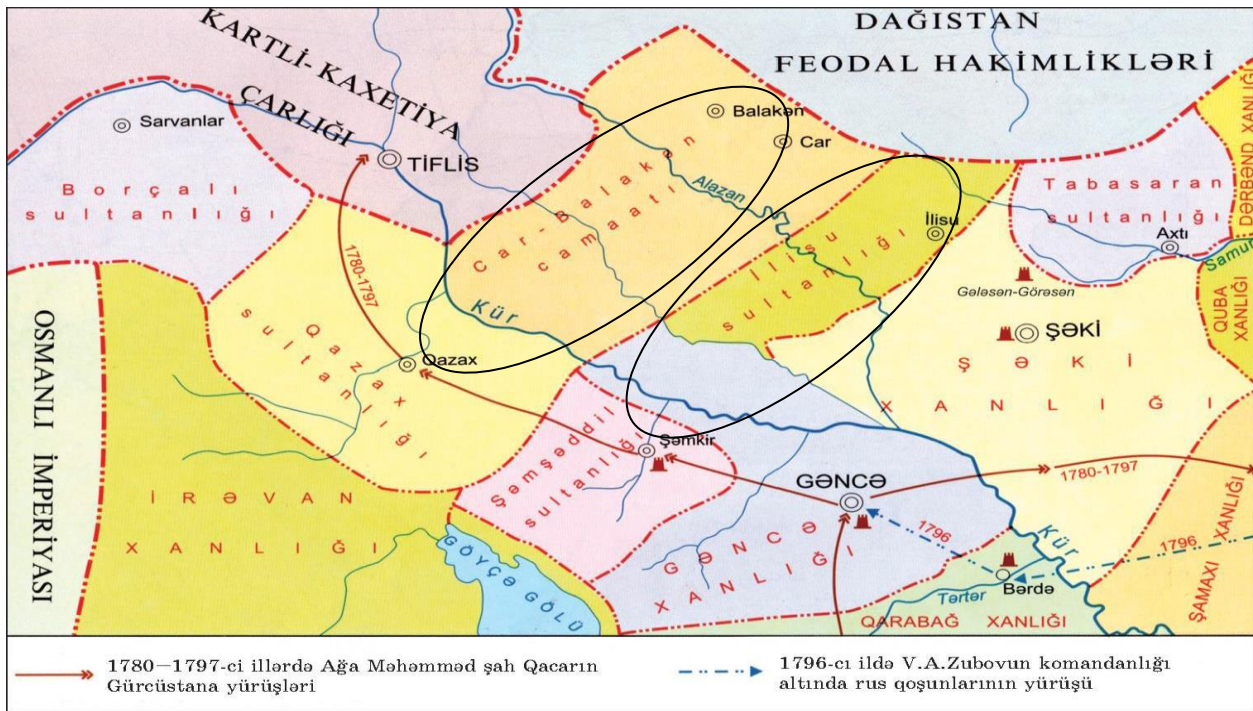 DAĞISTAN
FEODAL HAKİMLİKLƏRİ
KARTLİ-KAXETİYA
ÇARLIĞI
Sarvanlar
TİFLİS
Balakən
Car
Borçalı
sultanlığı
Car-Balakən
camaatı
Alazan
İlisu
İlisu
sultanlığı
Tabasaran
sultanlığı
Axtı
Samur
DƏRBƏND XANLIĞI
QUBA
XANLIĞI
1780-1797
Kür
Qazax
Qazax
sultanlığı
Gələsən-Görəsən
ŞƏKİ
ŞƏKİ
XANLIĞI
OSMANLI İMPERİYASI
Şəmkir
Şəmşəddil
sultanlığı
İRƏVAN
XANLIĞI
GÖYÇƏ GÖLÜ
GƏNCƏ
GƏNCƏ
XANLIĞI
1780-1797
1796
Kür
1796
Bərdə
Tərtər
QARABAĞ XANLIĞI
ŞAMAXI XANLIĞI
1780–1797-ci illərdə Ağa Məhəmməd şah Qacarın
Gürcüstana yürüşləri
1796-cı ildə V.A.Zubovun komandanlığı
altında rus qoşunlarının yürüşü